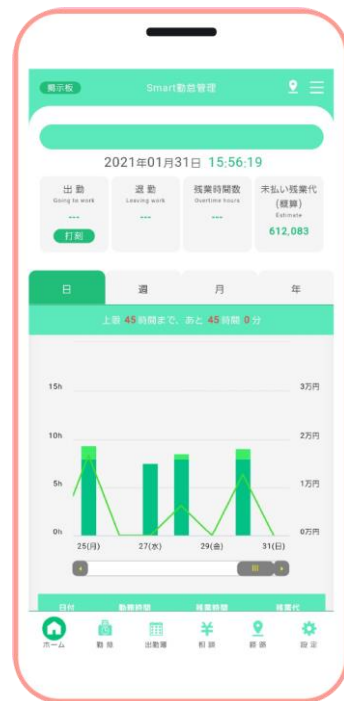 掲示板
Smart勤怠管理
2021年01月31日 15:56:19
出 勤
Going to work
---
打刻
退 勤
Leaving work
---
残業時間数
Overtime hours
---
未払い残業代
(概算)
Estimate
612,083
日 週 月 年
上限 45 時間まで、あと 45 時間 0 分
15h 3万円
10h 2万円
5h 1万円
0h 0万円
25(月) 27(水) 29(金) 31(日)
日付 勤務時間 残業時間 残業代
ホーム 勤 怠 出勤簿 相 談 経 路 設 定